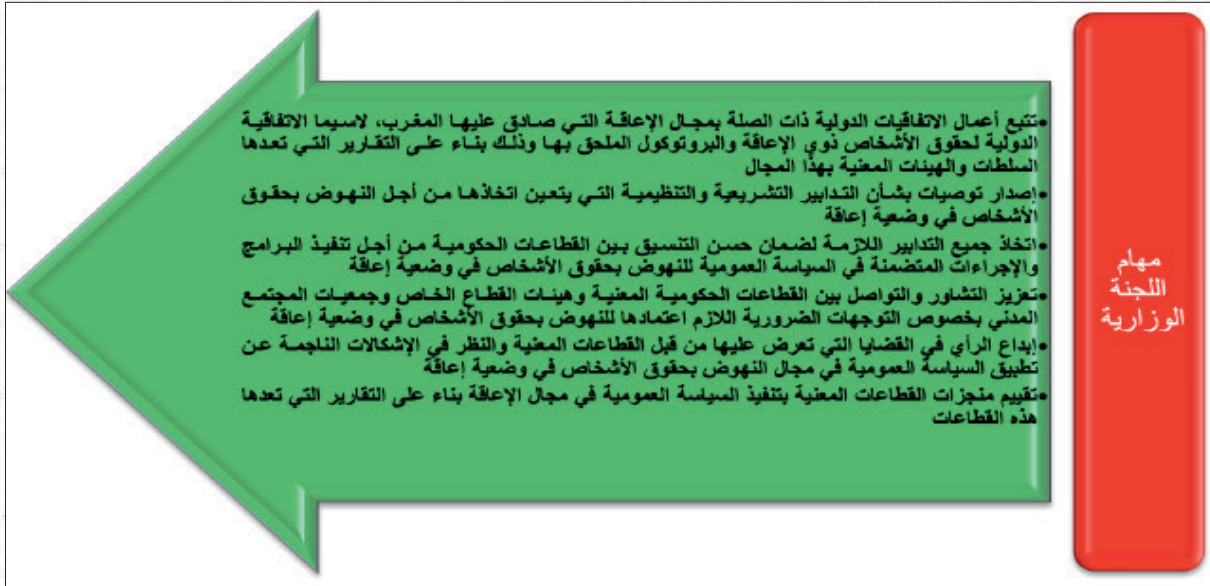 مهام
اللجنة
الوزارية
•تتبع أعمال الاتفاقيات الدولية ذات الصلة بمجال الإعاقة التي صادق عليها المغرب، لاسيما الاتفاقية
الدولية لحقوق الأشخاص ذوي الإعاقة والبروتوكول الملحق بها وذلك بناء على التقارير التي تعدها
السلطات والهيئات المعنية بهذا المجال
•إصدار توصيات بشأن التدابير التشريعية والتنظيمية التي يتعين اتخاذها من أجل النهوض بحقوق
الأشخاص في وضعية إعاقة
•اتخاذ جميع التدابير اللازمة لضمان حسن التنسيق بين القطاعات الحكومية من أجل تنفيذ البرامج
والإجراءات المتضمنة في السياسة العمومية للنهوض بحقوق الأشخاص في وضعية إعاقة
•تعزيز التشاور والتواصل بين القطاعات الحكومية المعنية وهيئات القطاع الخاص وجمعيات المجتمع
المدني بخصوص التوجهات الضرورية اللازم اعتمادها للنهوض بحقوق الأشخاص في وضعية إعاقة
•إبداع الرأي في القضايا التي تعرض عليها من قبل القطاعات المعنية والنظر في الإشكالات الناجمة عن
تطبيق السياسة العمومية في مجال النهوض بحقوق الأشخاص في وضعية إعاقة
•تقييم منجزات القطاعات المعنية بتنفيذ السياسة العمومية في مجال الإعاقة بناء على التقارير التي تعدها
هذه القطاعات